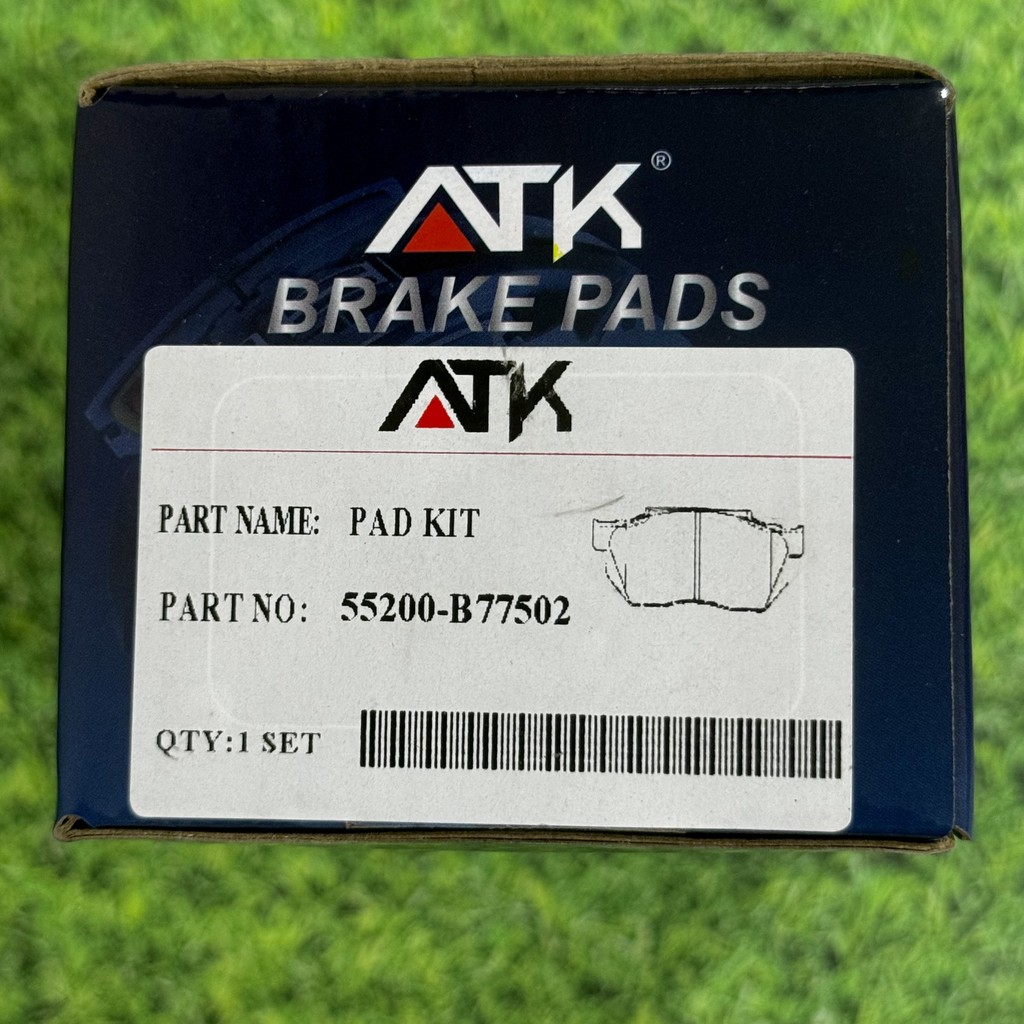 ATK®
BRAKE PADS
ATK
PART NAME: PAD KIT
PART NO: 55200-B77502
QTY:1 SET